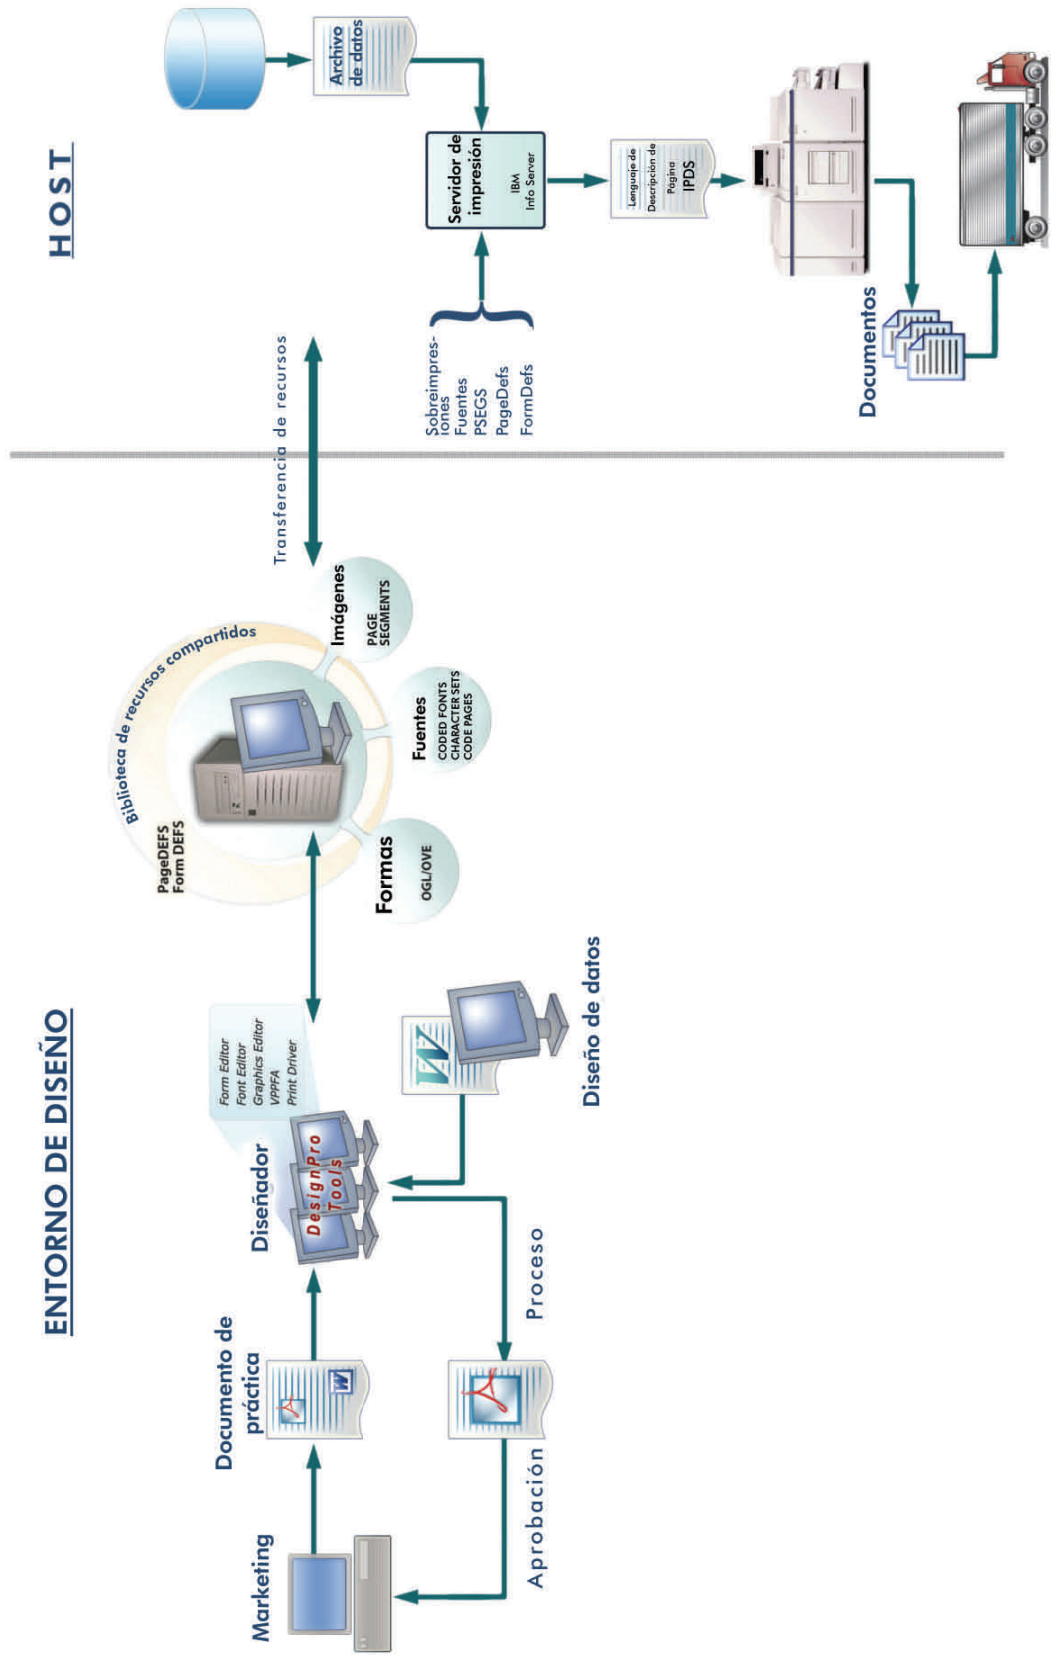 ENTORNO DE DISEÑO
Marketing
Documento de
práctica
W
Diseñador
DesignPro
Tools
Form Editor
Font Editor
Graphics Editor
VPPFA
Print Driver
W
Diseño de datos
Proceso
Aprobación
PageDEFS
Form DEFS
Biblioteca de recursos compartidos
Formas
OGL/OVE
Fuentes
CODED FONTS
CHARACTER SETS
CODE PAGES
Imágenes
PAGE
SEGMENTS
Transferencia de recursos
HOST
Archivo
de datos
Sobreimpres-
iones
Fuentes
PSEGS
PageDefs
FormDefs
Servidor de
impresión
IBM
Info Server
Lenguaje de
Descripción de
Página
IPDS
Documentos